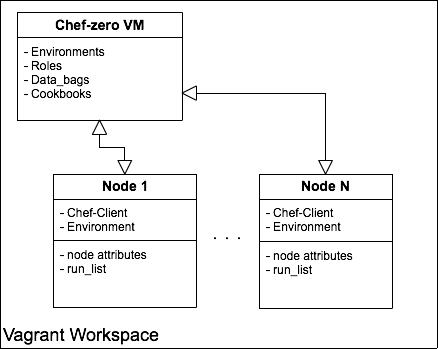 Chef-zero VM
- Environments
- Roles
- Data_bags
- Cookbooks
Node 1
- Chef-Client
- Environment
- node attributes
- run_list
. . .
Node N
- Chef-Client
- Environment
- node attributes
- run_list
Vagrant Workspace